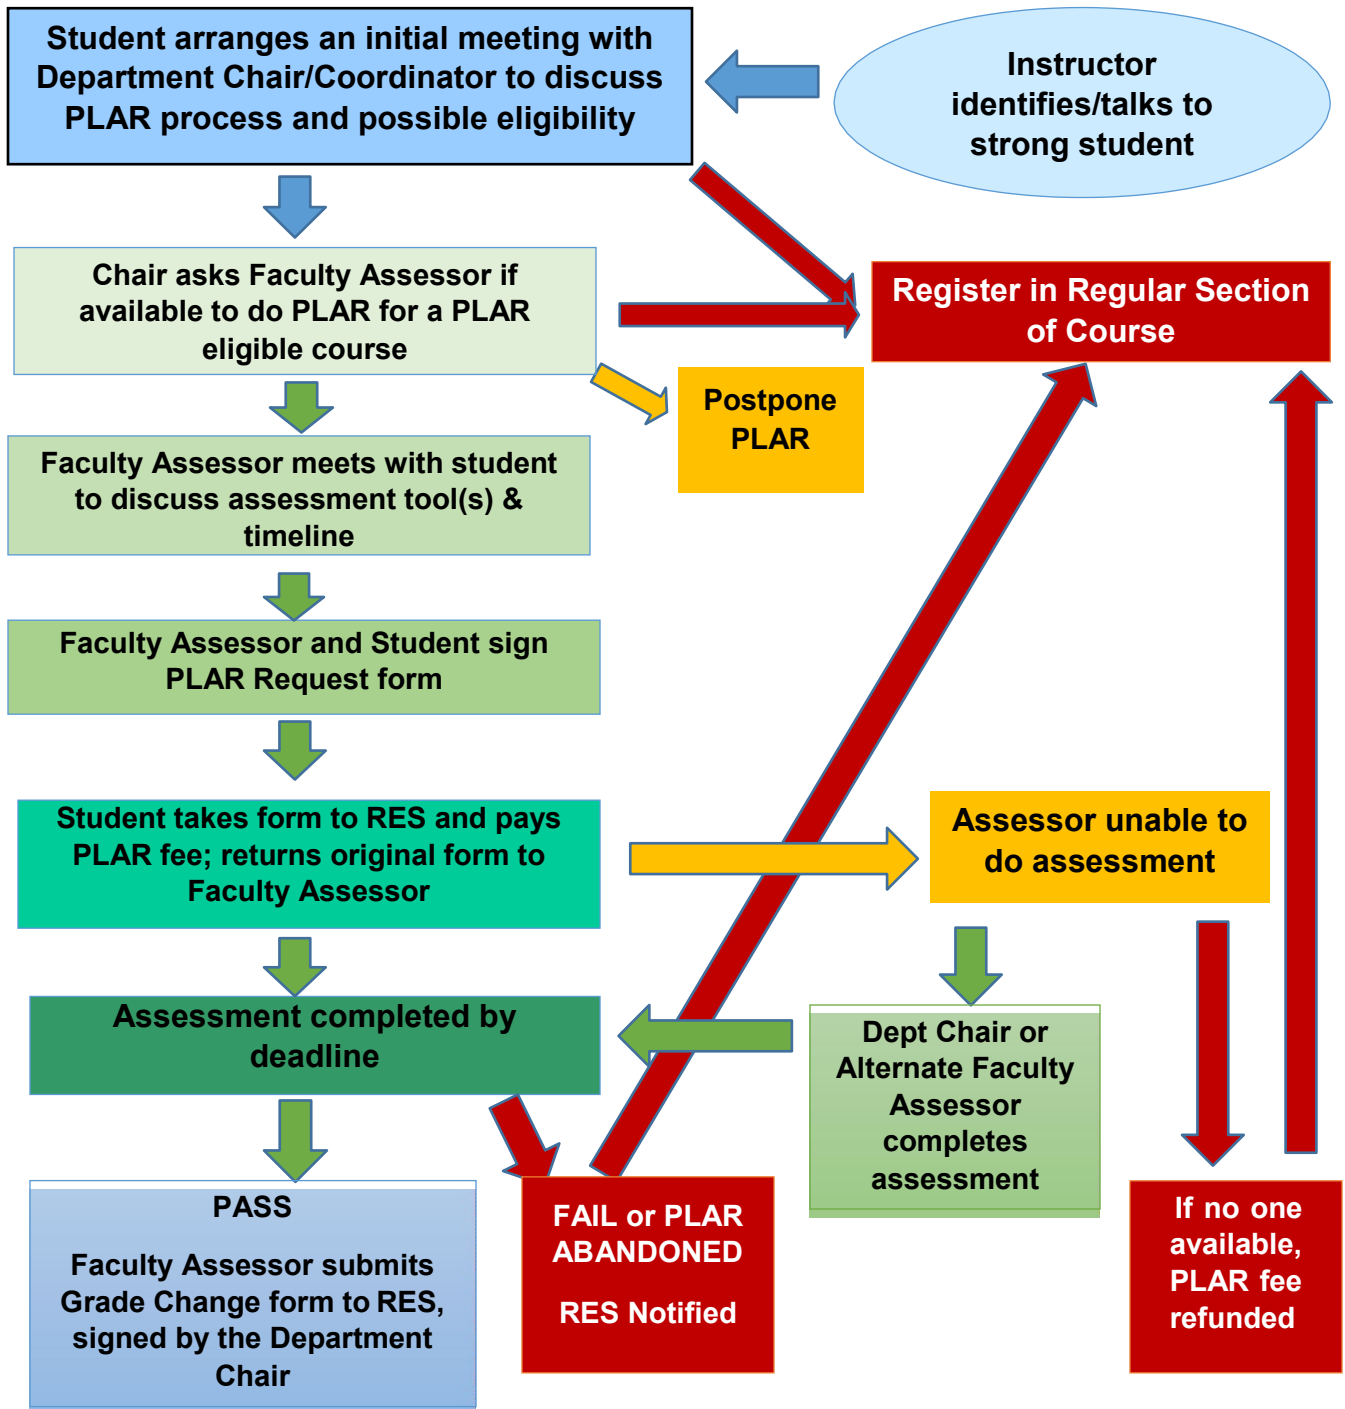 Student arranges an initial meeting with
Department Chair/Coordinator to discuss
PLAR process and possible eligibility
Instructor
identifies/talks to
strong student
Chair asks Faculty Assessor if
available to do PLAR for a PLAR
eligible course
Register in Regular Section
of Course
Postpone
PLAR
Faculty Assessor meets with student
to discuss assessment tool(s) &
timeline
Faculty Assessor and Student sign
PLAR Request form
Student takes form to RES and pays
PLAR fee; returns original form to
Faculty Assessor
Assessor unable to
do assessment
Assessment completed by
deadline
Dept Chair or
Alternate Faculty
Assessor
completes
assessment
PASS
Faculty Assessor submits
Grade Change form to RES,
signed by the Department
Chair
FAIL or PLAR
ABANDONED
RES Notified
If no one
available,
PLAR fee
refunded